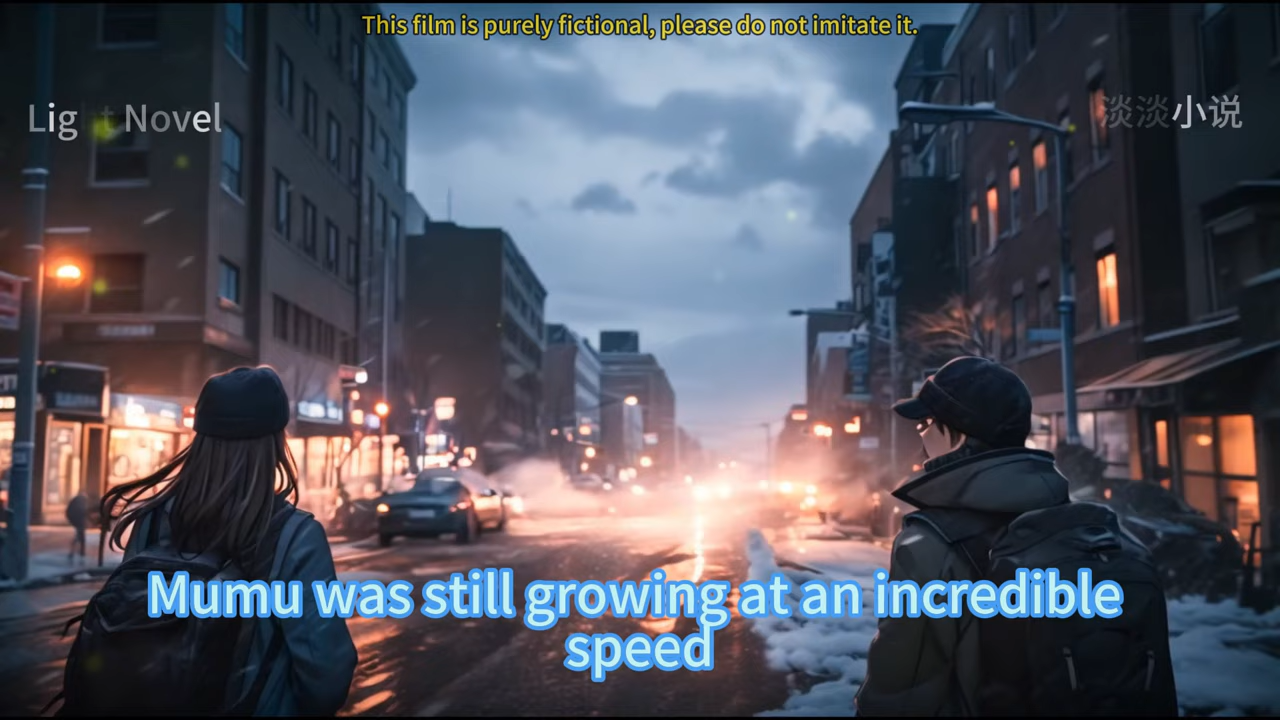 This film is purely fictional, please do not imitate it.
Lig t Novel
淡淡小说
Mumu was still growing at an incredible
speed